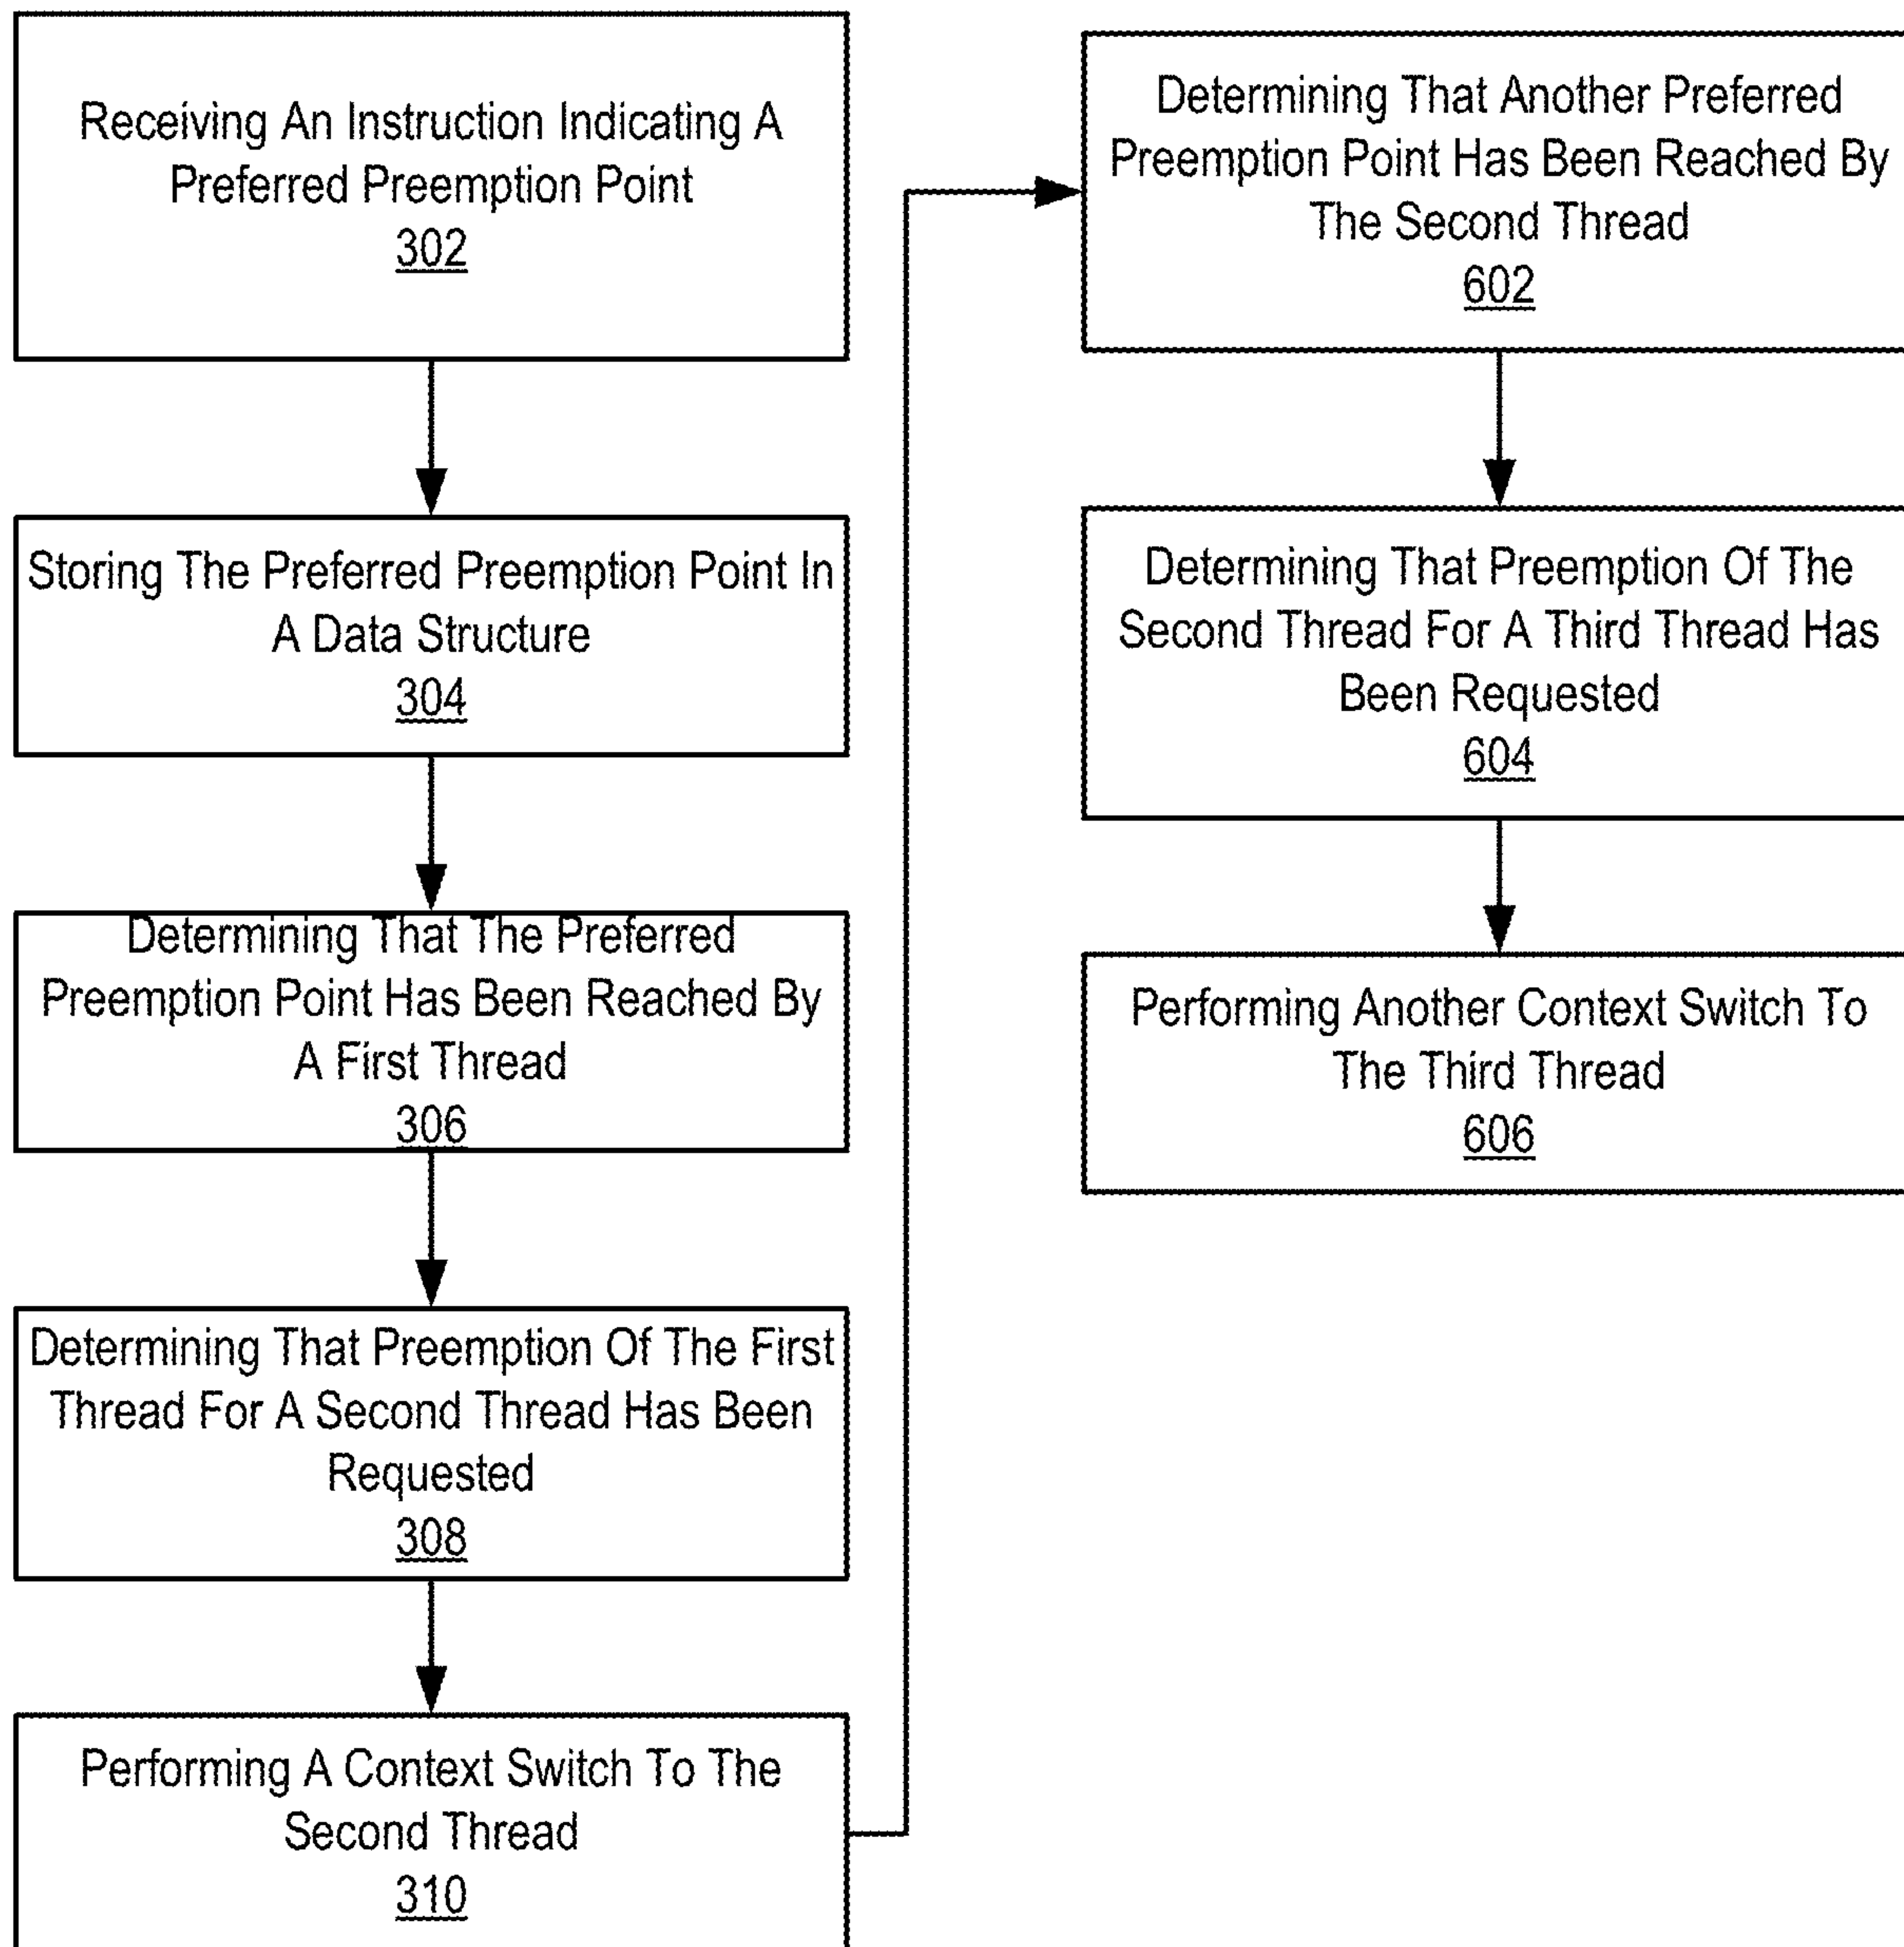 Receiving An Instruction Indicating A
Preferred Preemption Point
302
Storing The Preferred Preemption Point In
A Data Structure
304
Determining That The Preferred
Preemption Point Has Been Reached By
A First Thread
306
Determining That Preemption Of The First
Thread For A Second Thread Has Been
Requested
308
Performing A Context Switch To The
Second Thread
310
Determining That Another Preferred
Preemption Point Has Been Reached By
The Second Thread
602
Determining That Preemption Of The
Second Thread For A Third Thread Has
Been Requested
604
Performing Another Context Switch To
The Third Thread
606